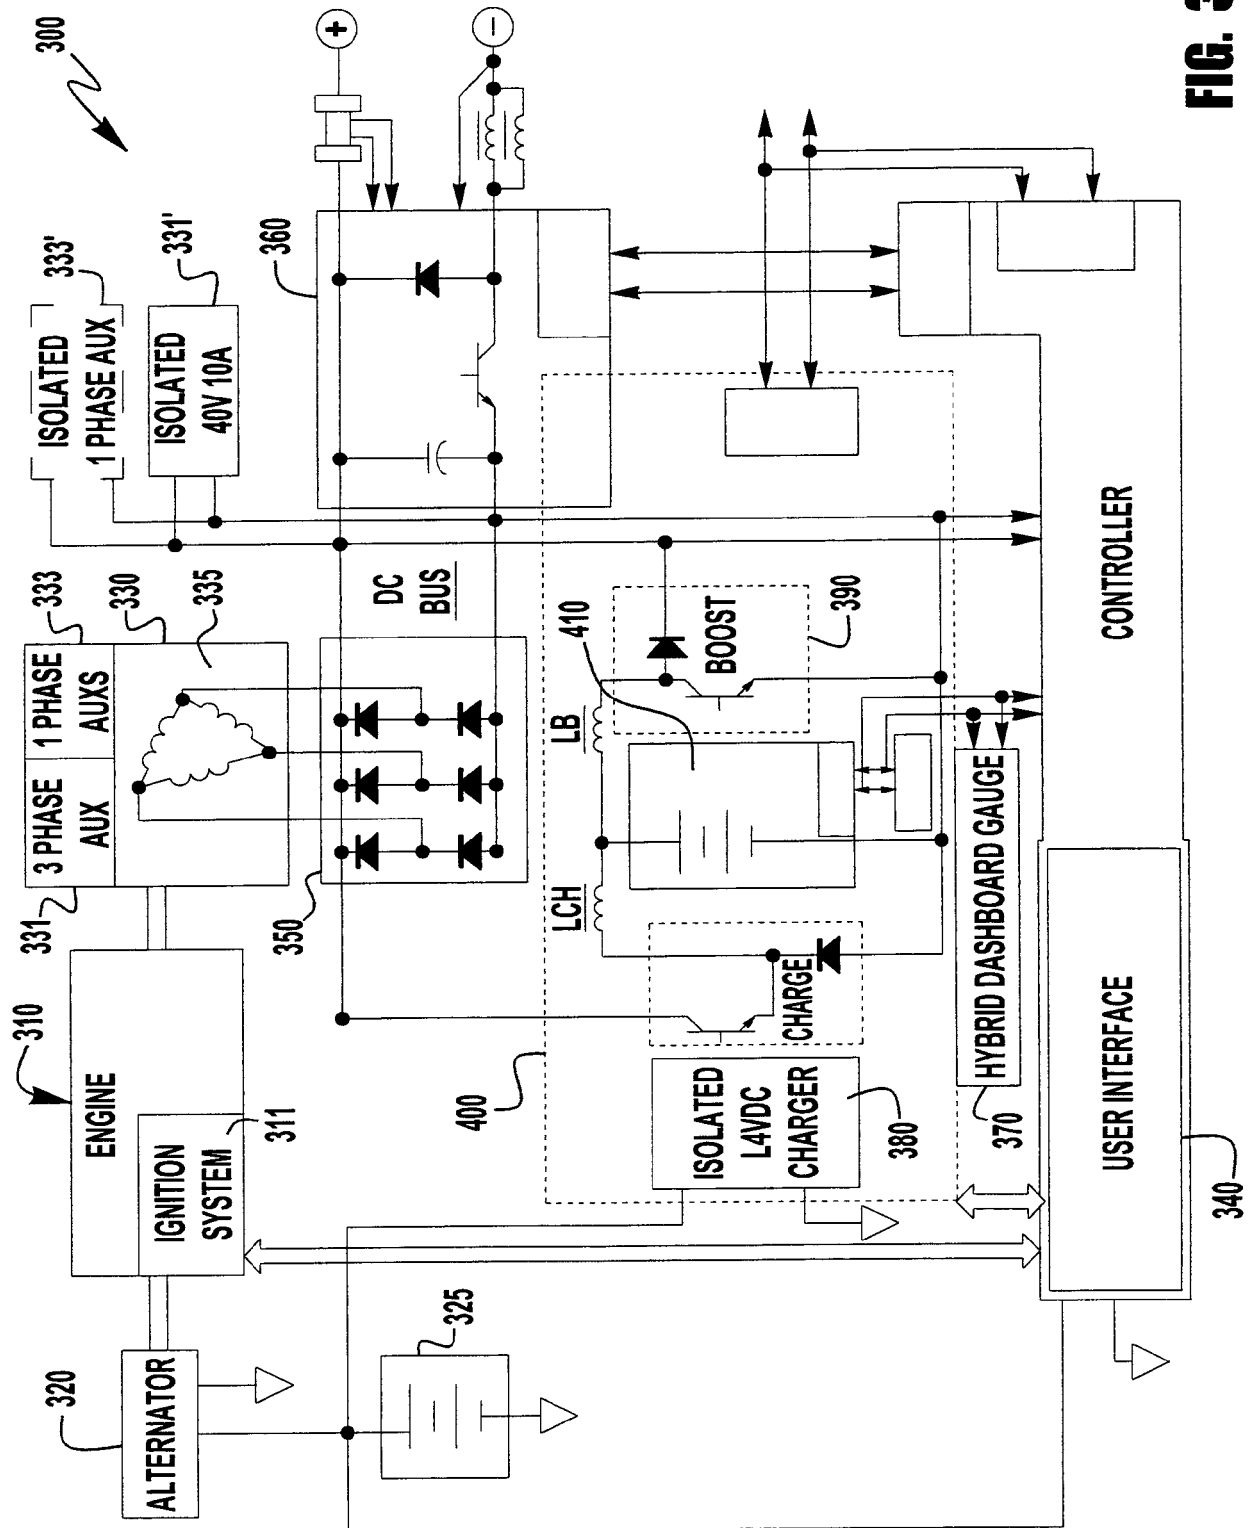 300
+
−
333'
ISOLATED
1 PHASE AUX
331'
ISOLATED
40V 10A
360
333
330
335
3 PHASE
AUX
1 PHASE
AUXS
331
310
ENGINE
IGNITION
SYSTEM
311
320
ALTERNATOR
325
350
DC
BUS
410
LB
LCH
BOOST
390
CHARGE
400
ISOLATED
L4VDC
CHARGER
380
HYBRID DASHBOARD GAUGE
370
CONTROLLER
USER INTERFACE
340
FIG. 3